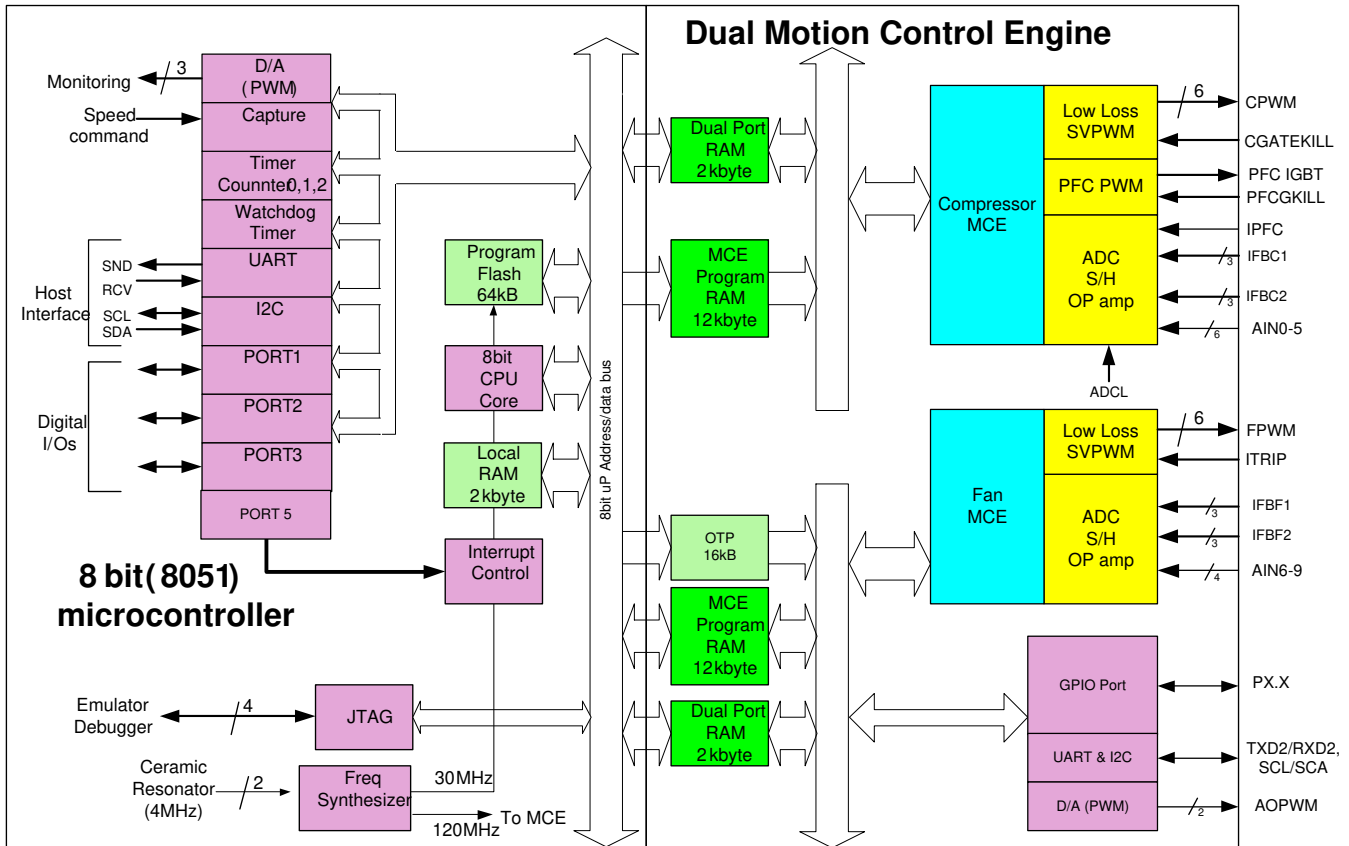 Dual Motion Control Engine
Monitoring
3
D/A
(PWM)
Speed
command
Capture
Timer
Counnter0,1,2
Watchdog
Timer
Host
Interface
SND
RCV
UART
SCL
SDA
I2C
Digital
I/Os
PORT1
PORT2
PORT3
PORT 5
8 bit(8051)
microcontroller
Program
Flash
64kB
8bit
CPU
Core
Local
RAM
2kbyte
Interrupt
Control
Emulator
Debugger
4
JTAG
Ceramic
Resonator
(4MHz)
2
Freq
Synthesizer
30MHz
120MHz
To MCE
8bit uP Address/data bus
Dual Port
RAM
2kbyte
MCE
Program
RAM
12kbyte
OTP
16kB
MCE
Program
RAM
12kbyte
Dual Port
RAM
2kbyte
Compressor
MCE
Low Loss
SVPWM
PFC PWM
ADC
S/H
OP amp
ADCL
6
CPWM
CGATEKILL
PFC IGBT
PFCGKILL
IPFC
3
IFBC1
3
IFBC2
6
AIN0-5
Fan
MCE
Low Loss
SVPWM
ADC
S/H
OP amp
6
FPWM
ITRIP
3
IFBF1
3
IFBF2
4
AIN6-9
GPIO Port
PX.X
UART & I2C
TXD2/RXD2,
SCL/SCA
D/A (PWM)
2
AOPWM